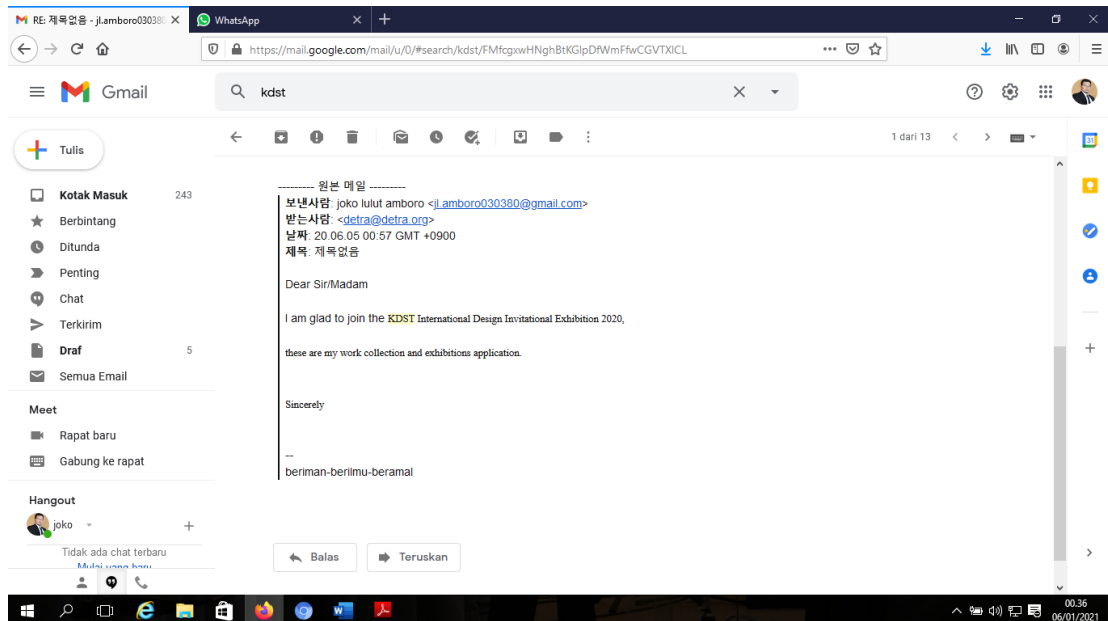 RE: 제목없음 - jl.amboro030380
WhatsApp
https://mail.google.com/mail/u/0/#search/kdst/FMfcgxwHNghBtKGlpDfWmFfwCGVTXlCL
Gmail
kdst
Tulis
1 dari 13
31
Kotak Masuk 243
Berbintang
Ditunda
Penting
Chat
Terkirim
Draf 5
Semua Email
Meet
Rapat baru
Gabung ke rapat
Hangout
joko
Tidak ada chat terbaru
Mulai yang baru
--------- 원본 메일 ---------
보낸사람: joko lulut amboro <jl.amboro030380@gmail.com>
받는사람: <detra@detra.org>
날짜: 20.06.05 00:57 GMT +0900
제목: 제목없음
Dear Sir/Madam
I am glad to join the KDST International Design Invitational Exhibition 2020,
these are my work collection and exhibitions application.
Sincerely
--
beriman-berilmu-beramal
Balas
Teruskan
00.36
06/01/2021